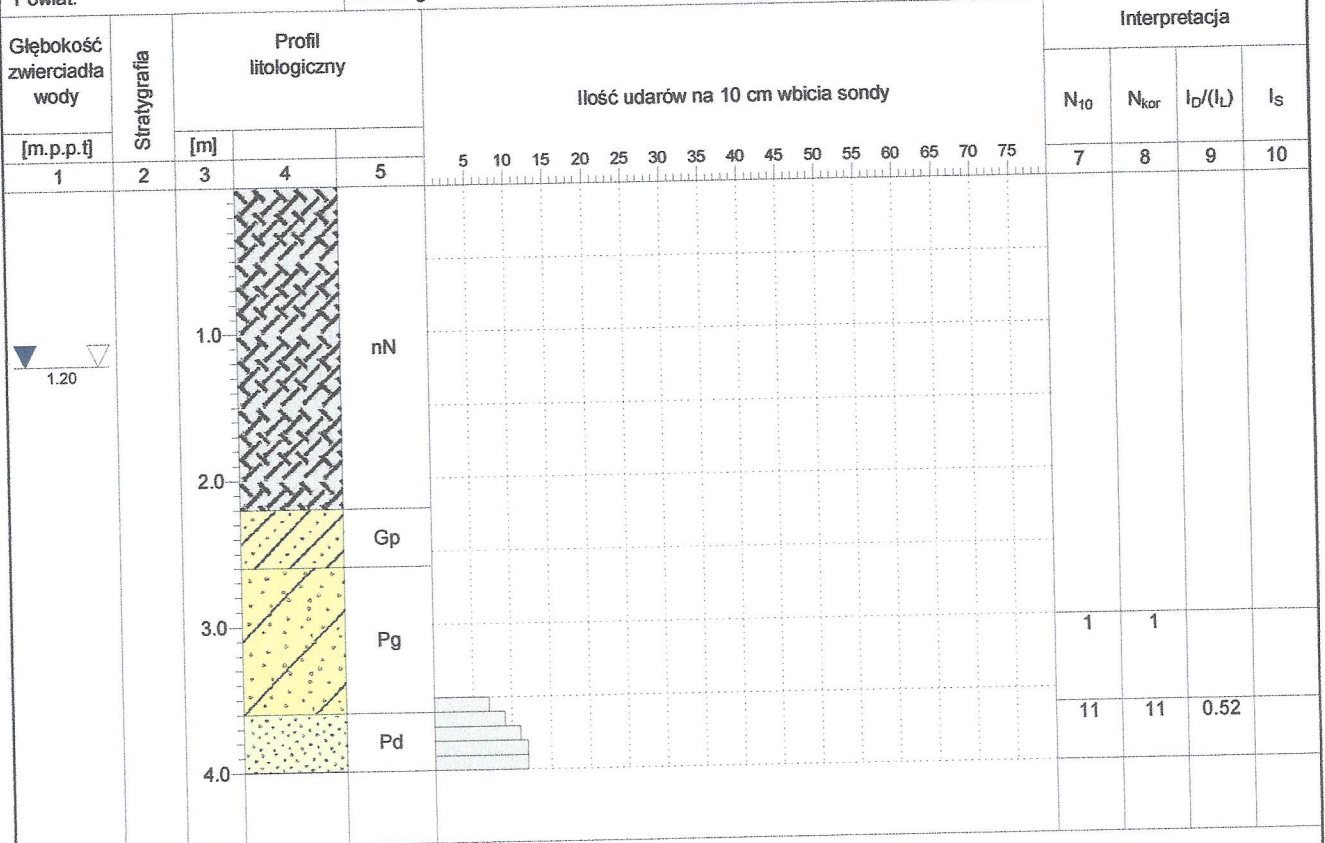 Powiat:
Głębokość zwierciadła wody
[m.p.p.t]
Stratygrafia
Profil litologiczny
[m]
Ilość udarów na 10 cm wbicia sondy
5 10 15 20 25 30 35 40 45 50 55 60 65 70 75
Interpretacja
N10 Nkor ID/(IL) IS
1 2 3 4 5 7 8 9 10
1.0
nN
1.20
2.0
Gp
3.0
Pg
1 1
11 11 0.52
Pd
4.0